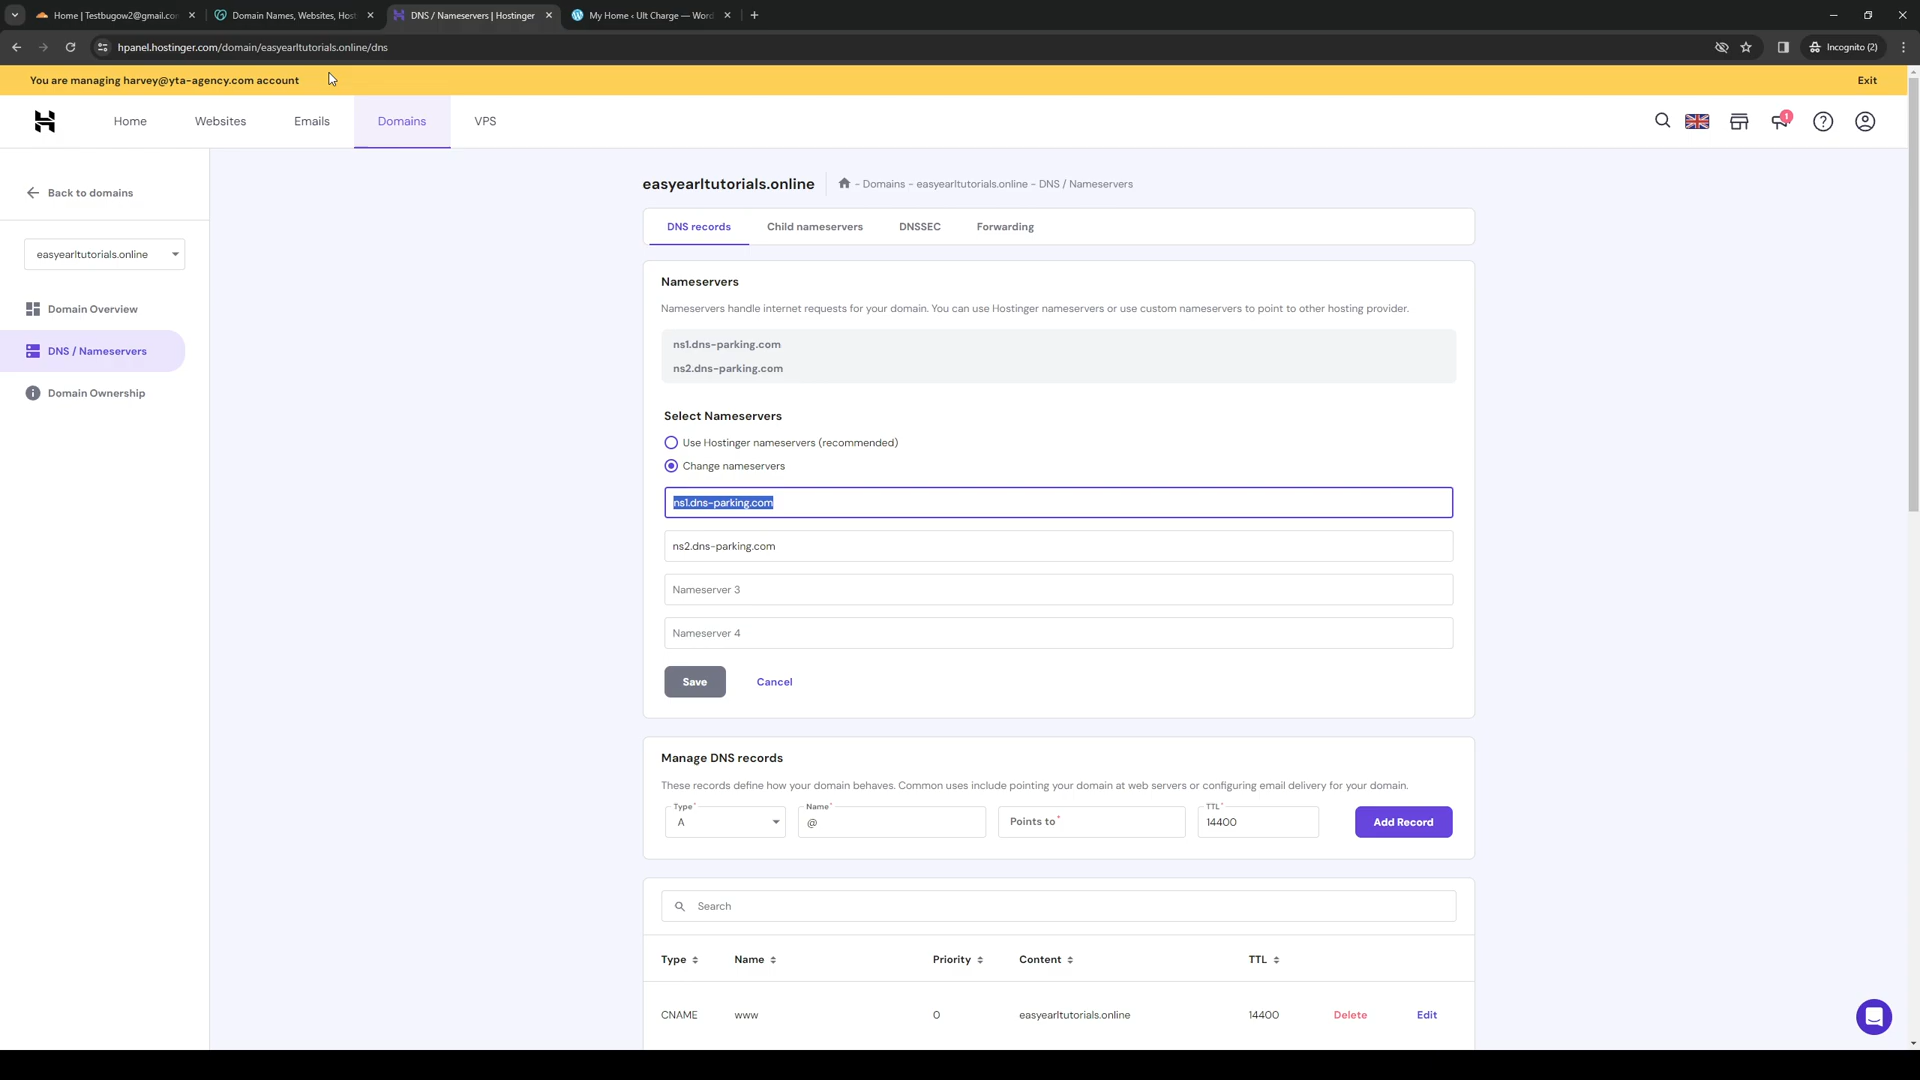 Home | Testbugow2@gmail.co
Domain Names, Websites, Hos
DNS / Nameservers | Hostinger
My Home ‹ Ult Charge — Word
hpanel.hostinger.com/domain/easyearltutorials.online/dns
Incognito (2)
You are managing harvey@yta-agency.com account
Exit
Home
Websites
Emails
Domains
VPS
1
Back to domains
easyearltutorials.online
Domain Overview
DNS / Nameservers
Domain Ownership
easyearltutorials.online
- Domains - easyearltutorials.online - DNS / Nameservers
DNS records
Child nameservers
DNSSEC
Forwarding
Nameservers
Nameservers handle internet requests for your domain. You can use Hostinger nameservers or use custom nameservers to point to other hosting provider.
ns1.dns-parking.com
ns2.dns-parking.com
Select Nameservers
Use Hostinger nameservers (recommended)
Change nameservers
ns1.dns-parking.com
ns2.dns-parking.com
Nameserver 3
Nameserver 4
Save
Cancel
Manage DNS records
These records define how your domain behaves. Common uses include pointing your domain at web servers or configuring email delivery for your domain.
Type*
A
Name*
@
Points to*
TTL*
14400
Add Record
Search
Type
Name
Priority
Content
TTL
CNAME
www
0
easyearltutorials.online
14400
Delete
Edit